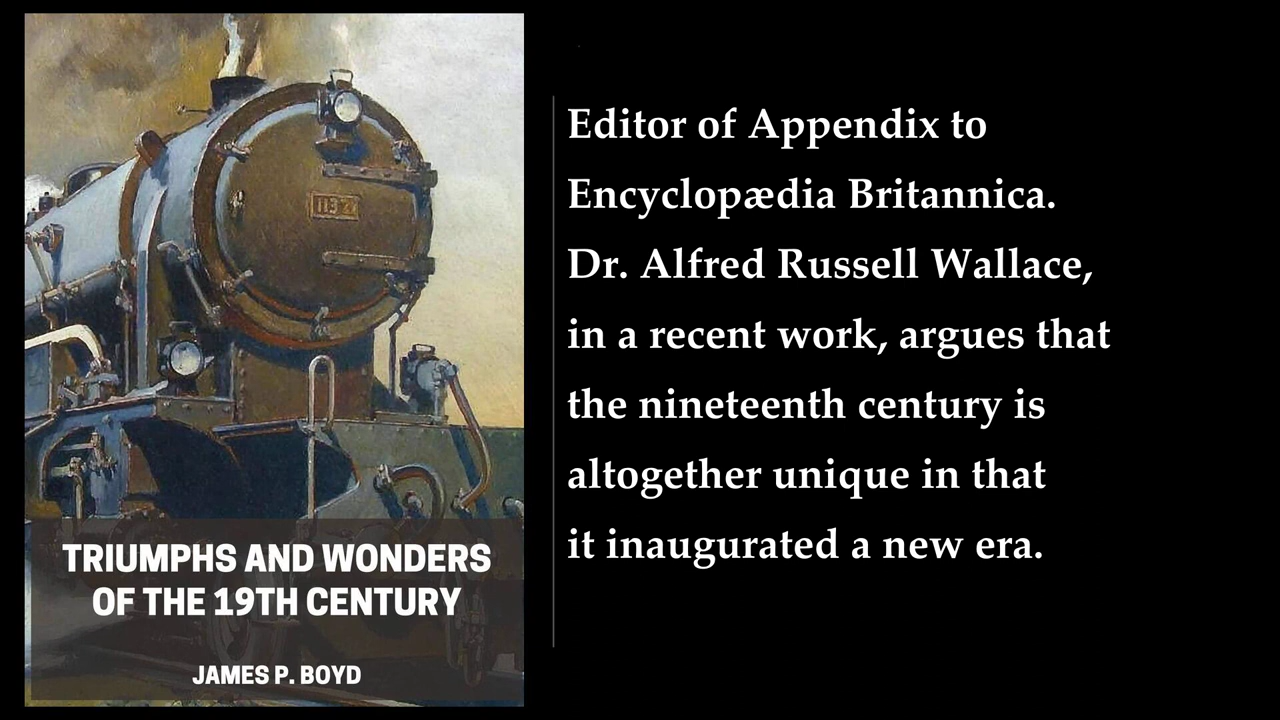 TRIUMPHS AND WONDERS
OF THE 19TH CENTURY
JAMES P. BOYD
Editor of Appendix to
Encyclopædia Britannica.
Dr. Alfred Russell Wallace,
in a recent work, argues that
the nineteenth century is
altogether unique in that
it inaugurated a new era.